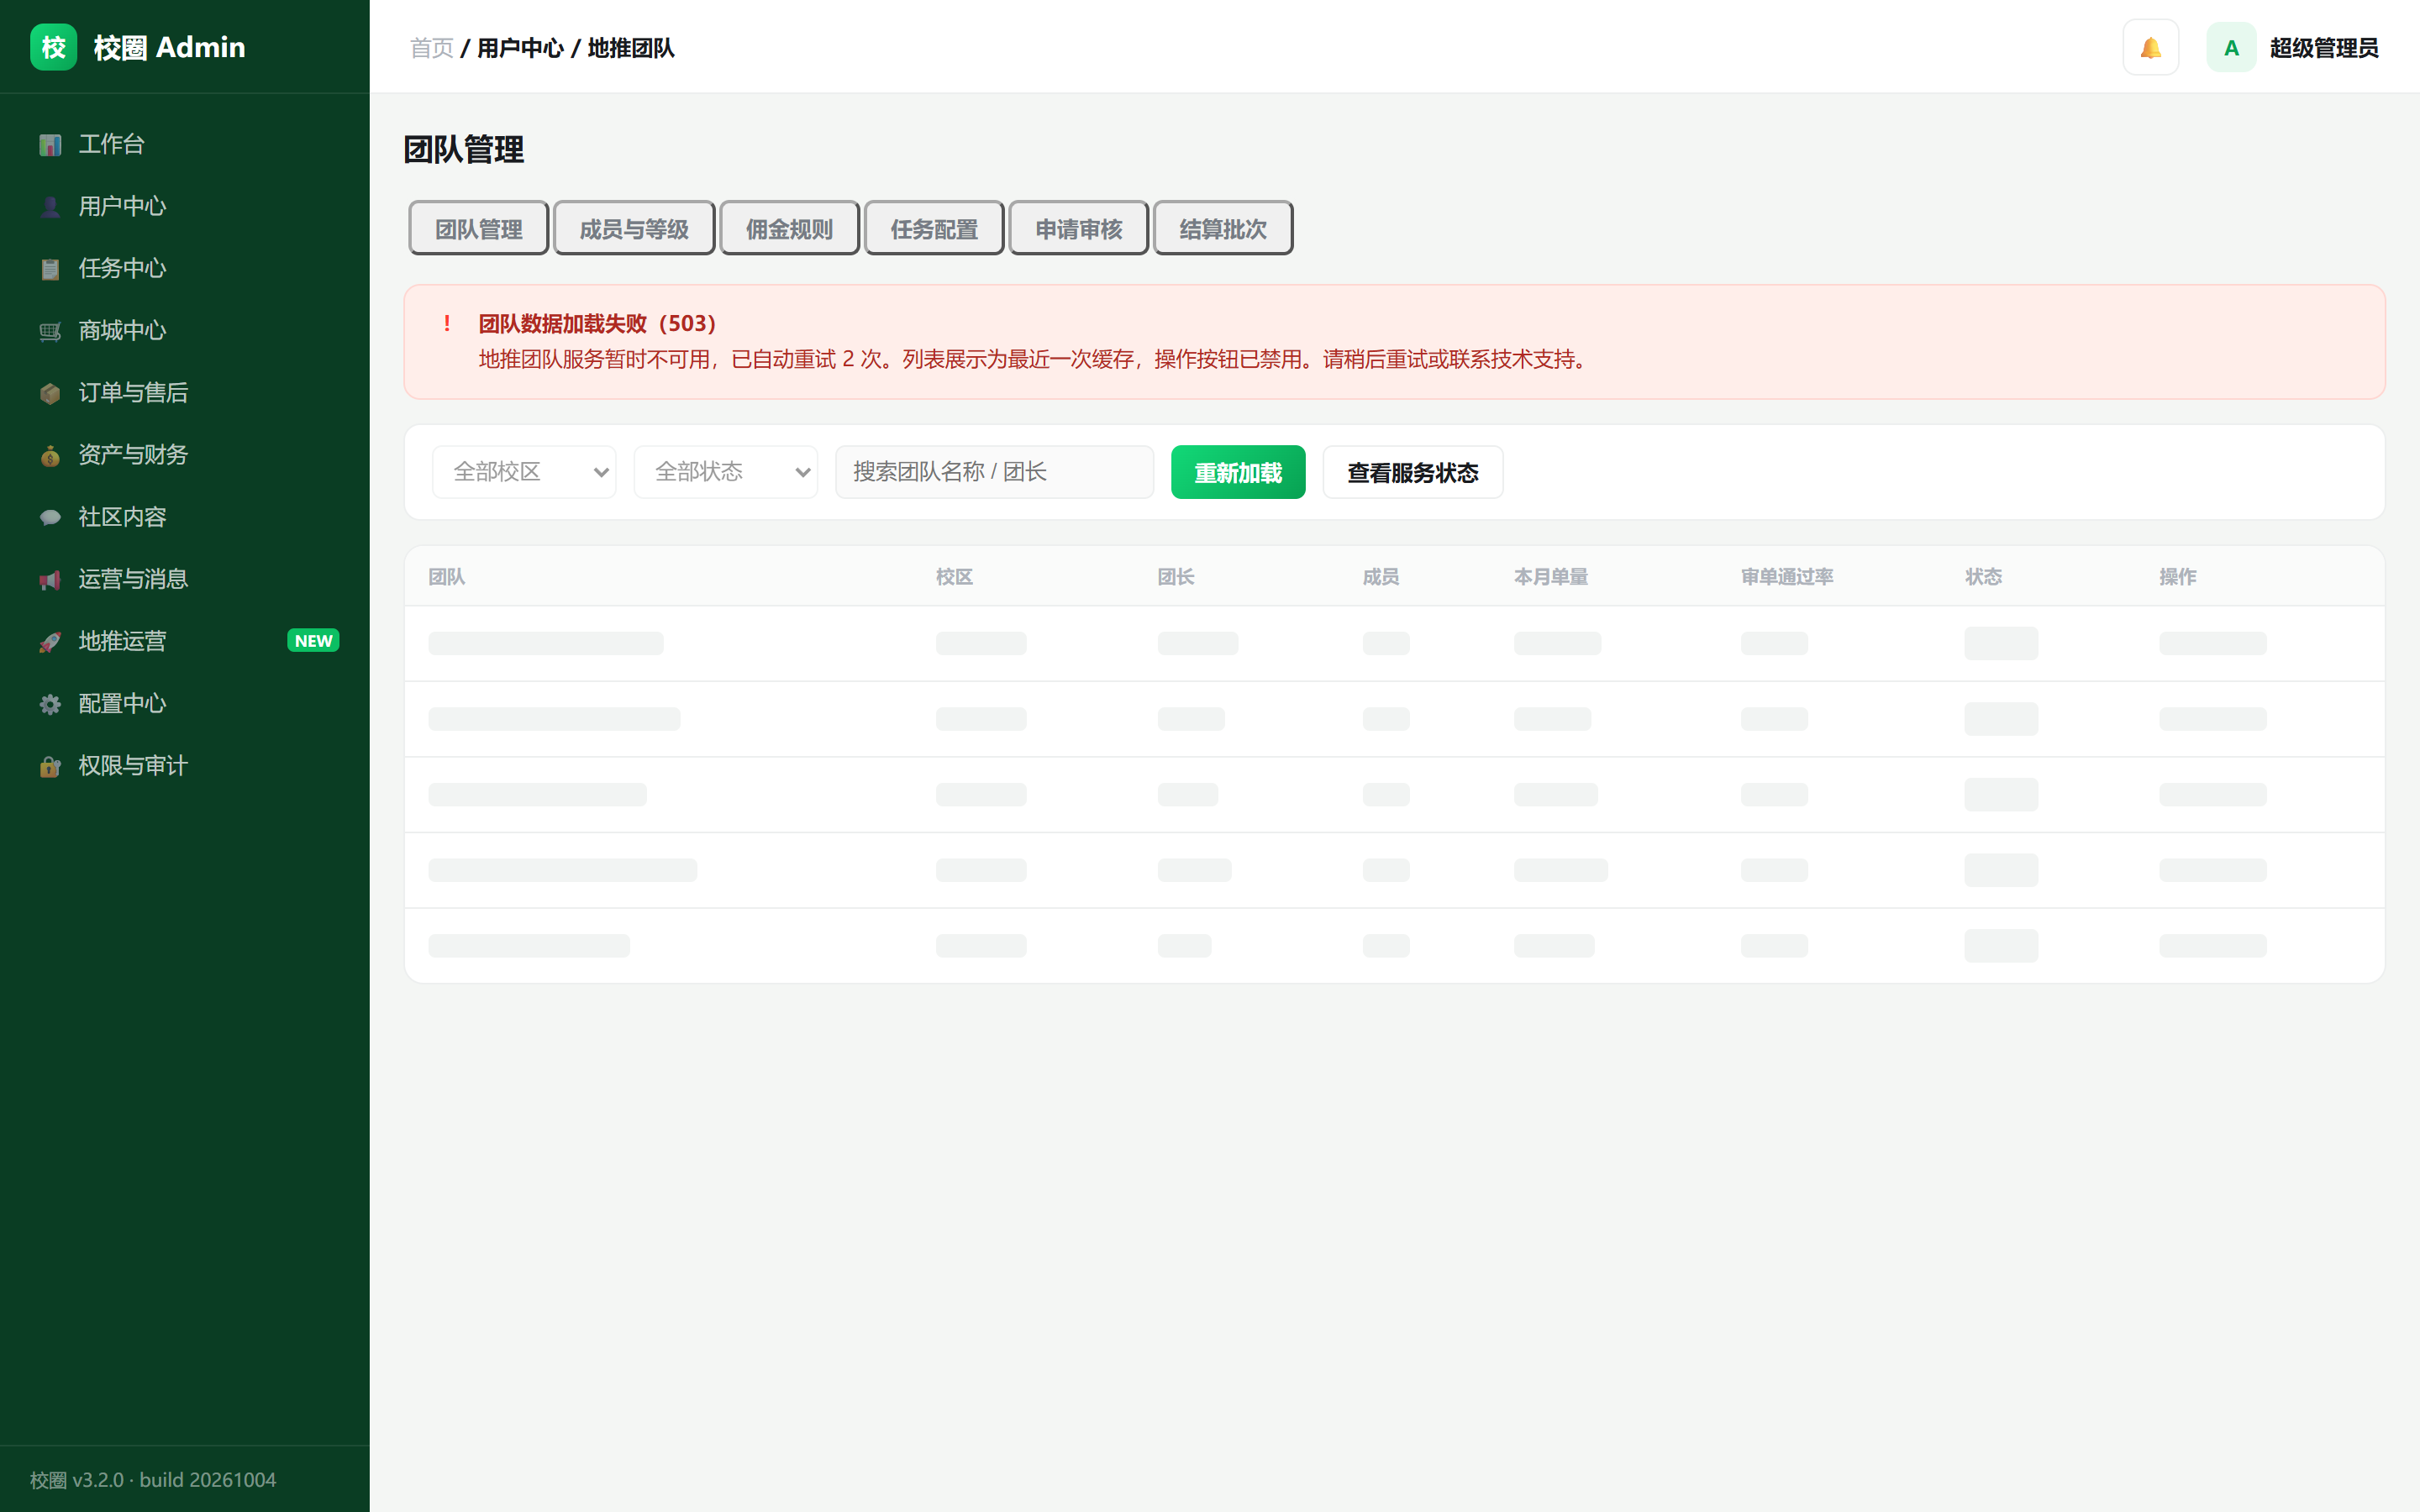 校 校圈 Admin
首页 / 用户中心 / 地推团队
A 超级管理员
工作台
用户中心
任务中心
商城中心
订单与售后
资产与财务
社区内容
运营与消息
地推运营 NEW
配置中心
权限与审计
校圈 v3.2.0 · build 20261004
团队管理
团队管理 成员与等级 佣金规则 任务配置 申请审核 结算批次
! 团队数据加载失败（503）
地推团队服务暂时不可用，已自动重试 2 次。列表展示为最近一次缓存，操作按钮已禁用。请稍后重试或联系技术支持。
全部校区 全部状态 搜索团队名称 / 团长 重新加载 查看服务状态
团队 校区 团长 成员 本月单量 审单通过率 状态 操作